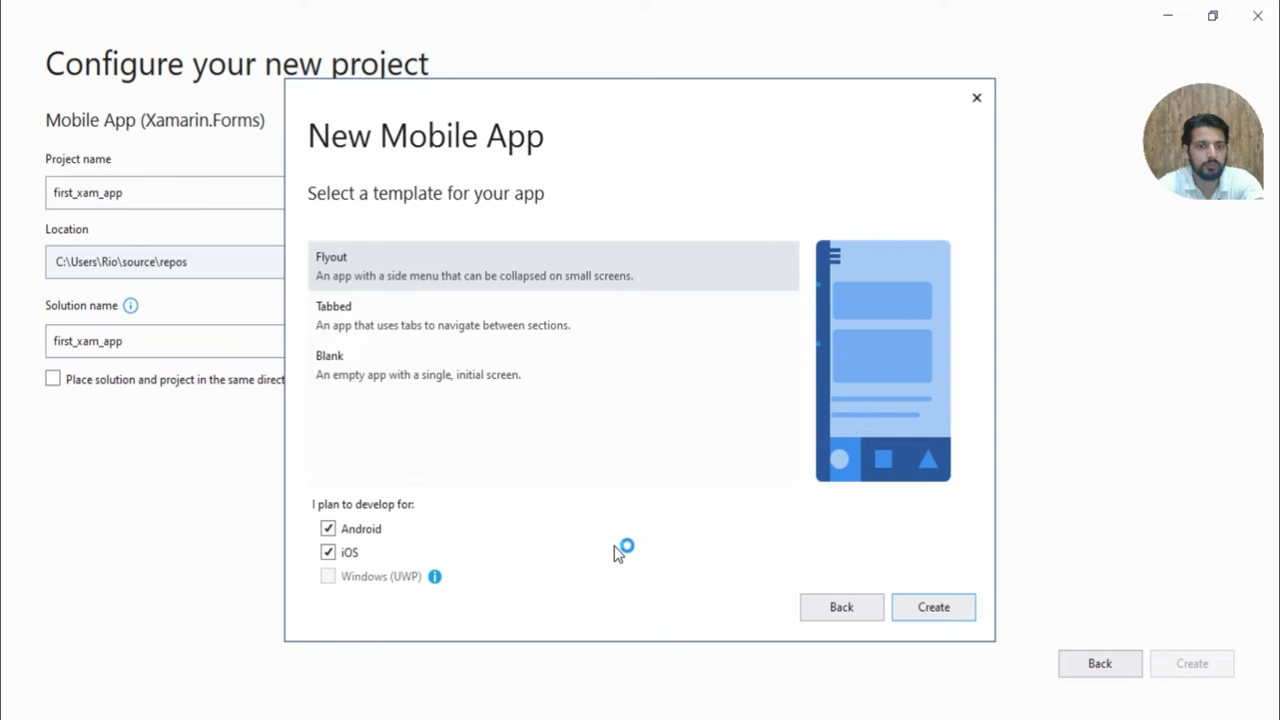 Configure your new project
Mobile App (Xamarin.Forms)
Project name
first_xam_app
Location
C:\Users\Rio\source\repos
Solution name
first_xam_app
Place solution and project in the same direct
New Mobile App
Select a template for your app
Flyout
An app with a side menu that can be collapsed on small screens.
Tabbed
An app that uses tabs to navigate between sections.
Blank
An empty app with a single, initial screen.
I plan to develop for:
Android
iOS
Windows (UWP)
Back
Create
Back
Create